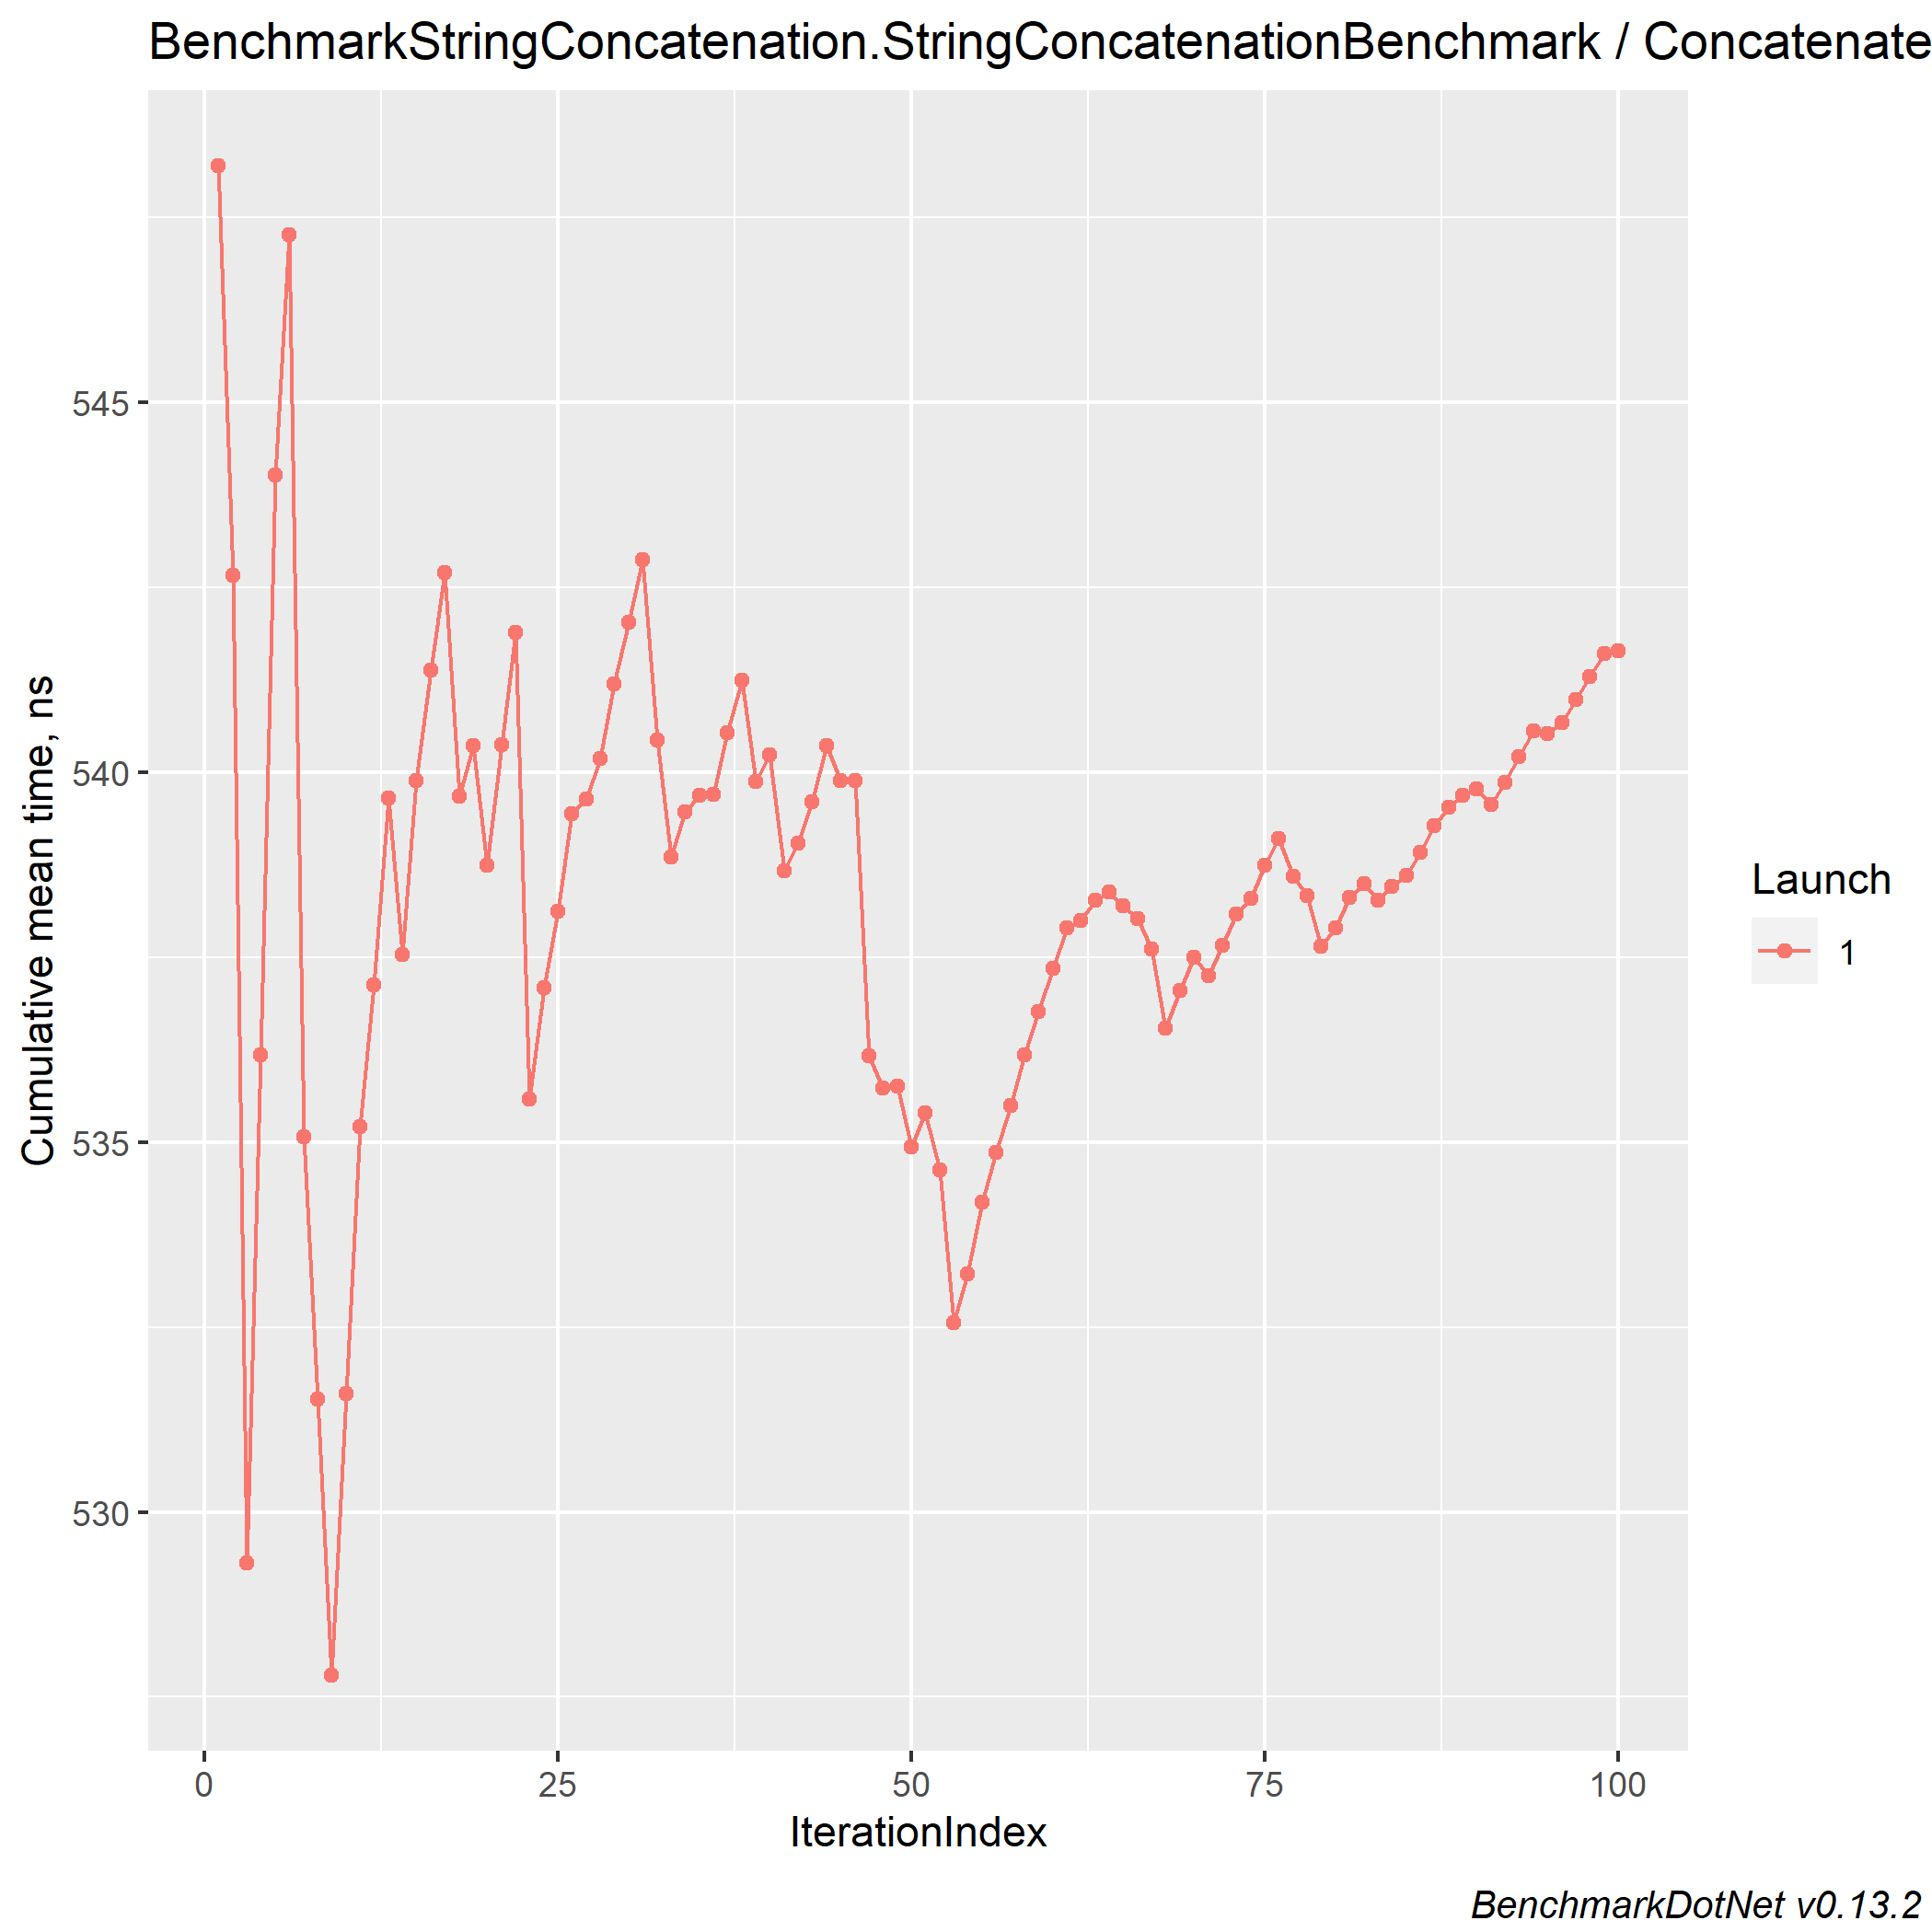 BenchmarkStringConcatenation.StringConcatenationBenchmark / Concatenate
Cumulative mean time, ns
545
540
535
530
0 25 50 75 100
IterationIndex
Launch
1
BenchmarkDotNet v0.13.2